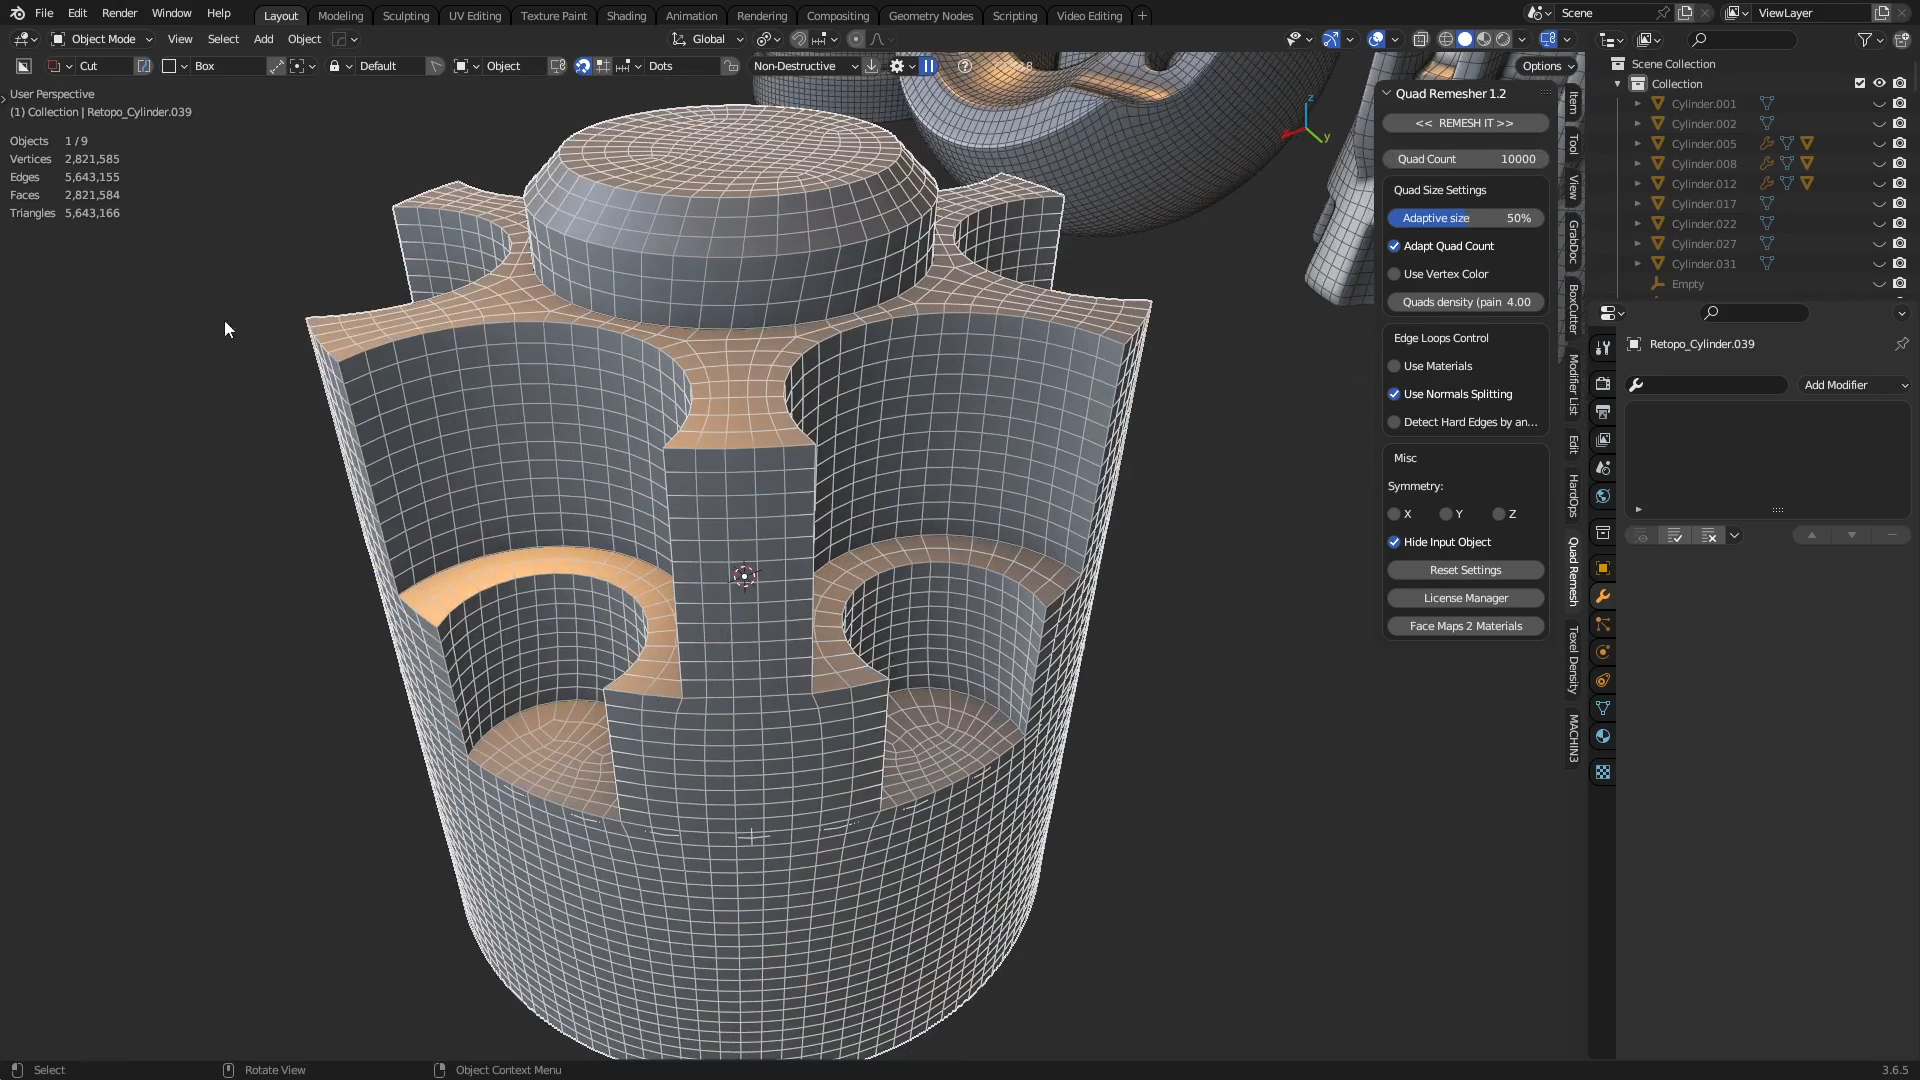 File Edit Render Window Help Layout Modeling Sculpting UV Editing Texture Paint Shading Animation Rendering Compositing Geometry Nodes Scripting Video Editing + Scene ViewLayer
Object Mode View Select Add Object Global
Cut Box Default Object Dots Non-Destructive Options
User Perspective
(1) Collection | Retopo_Cylinder.039
Objects 1/9
Vertices 2,821,585
Edges 5,643,155
Faces 2,821,584
Triangles 5,643,166
z
y
Quad Remesher 1.2
<< REMESH IT >>
Quad Count 10000
Quad Size Settings
Adaptive size 50%
Adapt Quad Count
Use Vertex Color
Quads density (pain 4.00
Edge Loops Control
Use Materials
Use Normals Splitting
Detect Hard Edges by an...
Misc
Symmetry:
X Y Z
Hide Input Object
Reset Settings
License Manager
Face Maps 2 Materials
Item
Tool
View
GrabDoc
BoxCutter
Modifier List
Edit
HardOps
Quad Remesh
Texel Density
MACHIN3
Scene Collection
Collection
Cylinder.001
Cylinder.002
Cylinder.005
Cylinder.008
Cylinder.012
Cylinder.017
Cylinder.022
Cylinder.027
Cylinder.031
Empty
Retopo_Cylinder.039
Add Modifier
Select Rotate View Object Context Menu 3.6.5